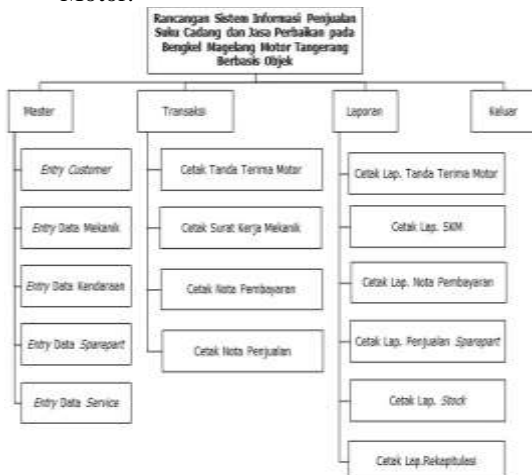 Motor.
Rancangan Sistem Informasi Penjualan
Suku Cadang dan Jasa Perbaikan pada
Bengkel Magelang Motor Tangerang
Berbasis Objek
Master
Transaksi
Laporan
Keluar
Entry Customer
Entry Data Mekanik
Entry Data Kendaraan
Entry Data Sparepart
Entry Data Service
Cetak Tanda Terima Motor
Cetak Surat Kerja Mekanik
Cetak Nota Pembayaran
Cetak Nota Penjualan
Cetak Lap. Tanda Terima Motor
Cetak Lap. SKM
Cetak Lap. Nota Pembayaran
Cetak Lap. Penjualan Sparepart
Cetak Lap. Stock
Cetak Lap.Rekapitulasi